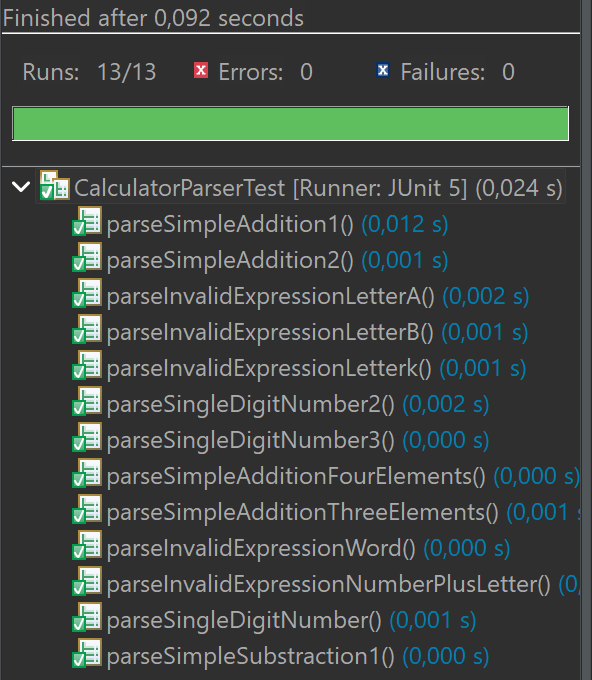 Finished after 0,092 seconds
Runs: 13/13 Errors: 0 Failures: 0
CalculatorParserTest [Runner: JUnit 5] (0,024 s)
parseSimpleAddition1() (0,012 s)
parseSimpleAddition2() (0,001 s)
parseInvalidExpressionLetterA() (0,002 s)
parseInvalidExpressionLetterB() (0,001 s)
parseInvalidExpressionLetterk() (0,001 s)
parseSingleDigitNumber2() (0,002 s)
parseSingleDigitNumber3() (0,000 s)
parseSimpleAdditionFourElements() (0,000 s)
parseSimpleAdditionThreeElements() (0,001 s
parseInvalidExpressionWord() (0,000 s)
parseInvalidExpressionNumberPlusLetter() (0,
parseSingleDigitNumber() (0,001 s)
parseSimpleSubstraction1() (0,000 s)